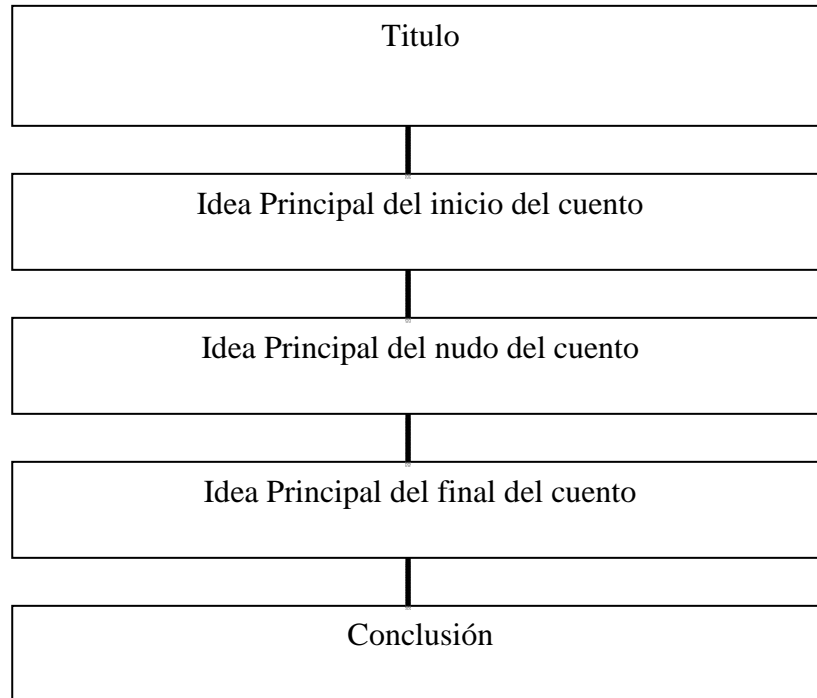 Titulo
Idea Principal del inicio del cuento
Idea Principal del nudo del cuento
Idea Principal del final del cuento
Conclusión